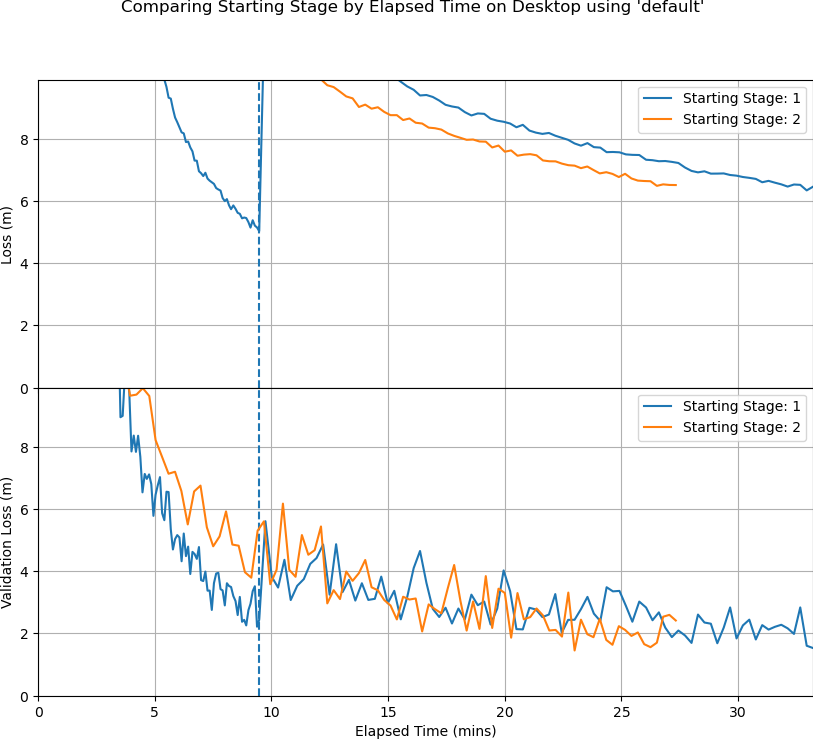 Comparing Starting Stage by Elapsed Time on Desktop using 'default'
Starting Stage: 1
Starting Stage: 2
8
6
4
2
0
Loss (m)
Starting Stage: 1
Starting Stage: 2
8
6
4
2
0
Validation Loss (m)
0 5 10 15 20 25 30
Elapsed Time (mins)